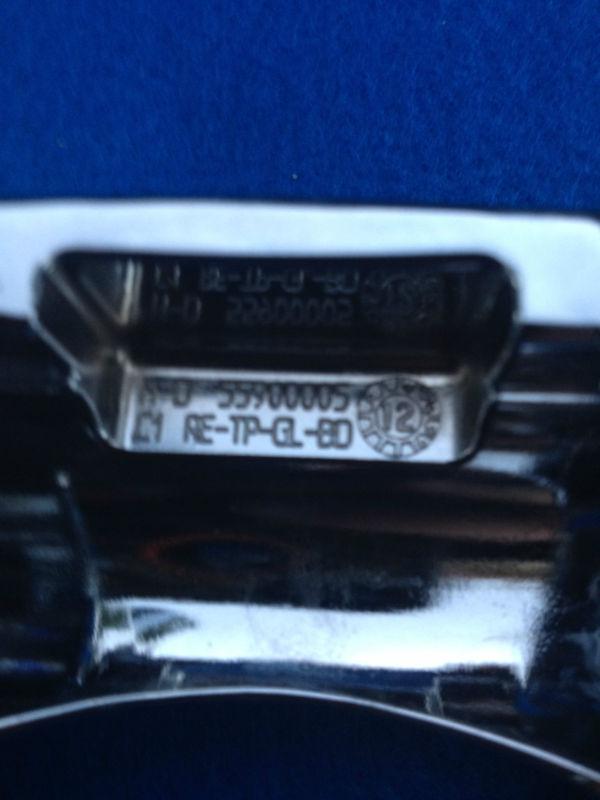 H-D 55900005
RE-TP-GL-BD
12